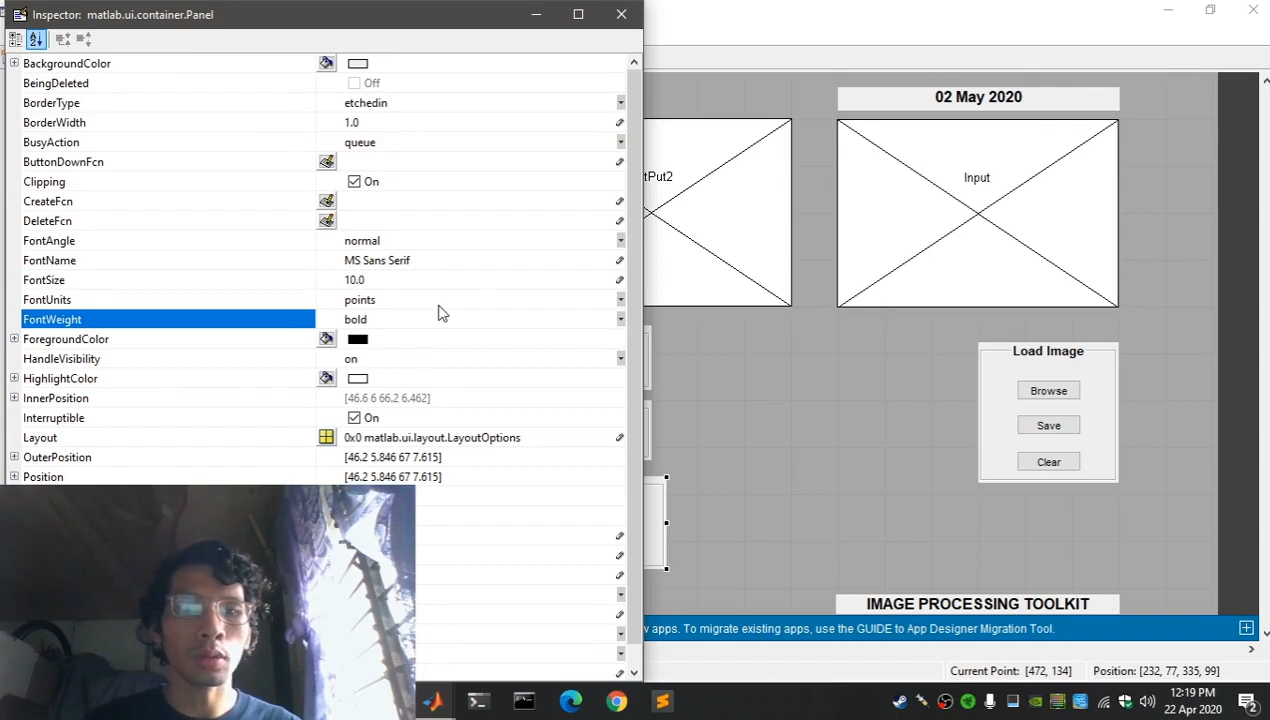 Inspector: matlab.ui.container.Panel
BackgroundColor
BeingDeleted Off
BorderType etchedin
BorderWidth 1.0
BusyAction queue
ButtonDownFcn
Clipping On
CreateFcn
DeleteFcn
FontAngle normal
FontName MS Sans Serif
FontSize 10.0
FontUnits points
FontWeight bold
ForegroundColor
HandleVisibility on
HighlightColor
InnerPosition [46.6 6 66.2 6.462]
Interruptible On
Layout 0x0 matlab.ui.layout.LayoutOptions
OuterPosition [46.2 5.846 67 7.615]
Position [46.2 5.846 67 7.615]
02 May 2020
tPut2
Input
Load Image
Browse
Save
Clear
IMAGE PROCESSING TOOLKIT
w apps. To migrate existing apps, use the GUIDE to App Designer Migration Tool.
Current Point: [472, 134] Position: [232, 77, 335, 99]
12:19 PM
22 Apr 2020
2